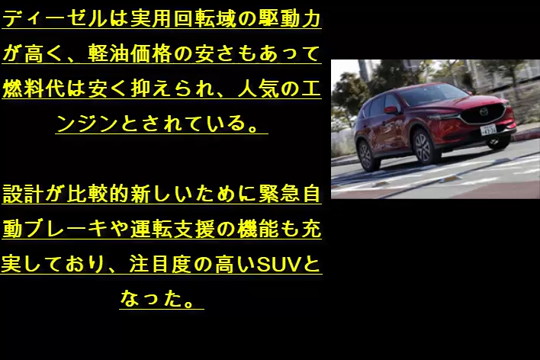 ディーゼルは実用回転域の駆動力
が高く、軽油価格の安さもあって
燃料代は安く抑えられ、人気のエ
ンジンとされている。
設計が比較的新しいために緊急自
動ブレーキや運転支援の機能も充
実しており、注目度の高いSUVと
なった。